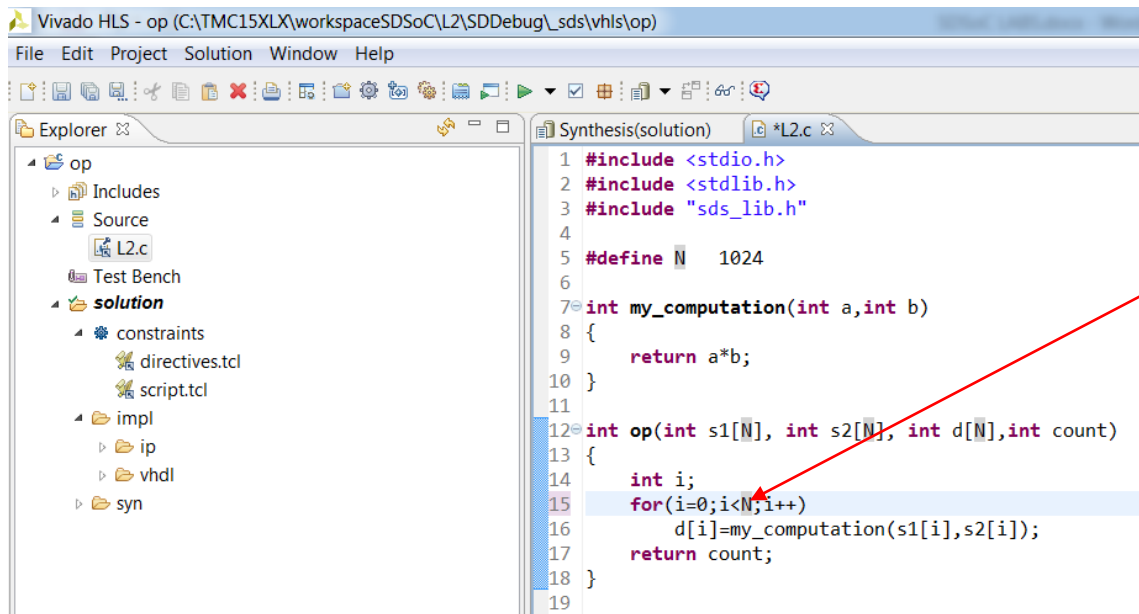 Vivado HLS - op (C:\TMC15XLX\workspaceSDSoC\L2\SDDebug\_sds\vhls\op)
File Edit Project Solution Window Help
Explorer
op
Includes
Source
L2.c
Test Bench
solution
constraints
directives.tcl
script.tcl
impl
ip
vhdl
syn
Synthesis(solution) *L2.c
1 #include <stdio.h>
2 #include <stdlib.h>
3 #include "sds_lib.h"
4
5 #define N 1024
6
7 int my_computation(int a,int b)
8 {
9 return a*b;
10 }
11
12 int op(int s1[N], int s2[N], int d[N],int count)
13 {
14 int i;
15 for(i=0;i<N;i++)
16 d[i]=my_computation(s1[i],s2[i]);
17 return count;
18 }
19